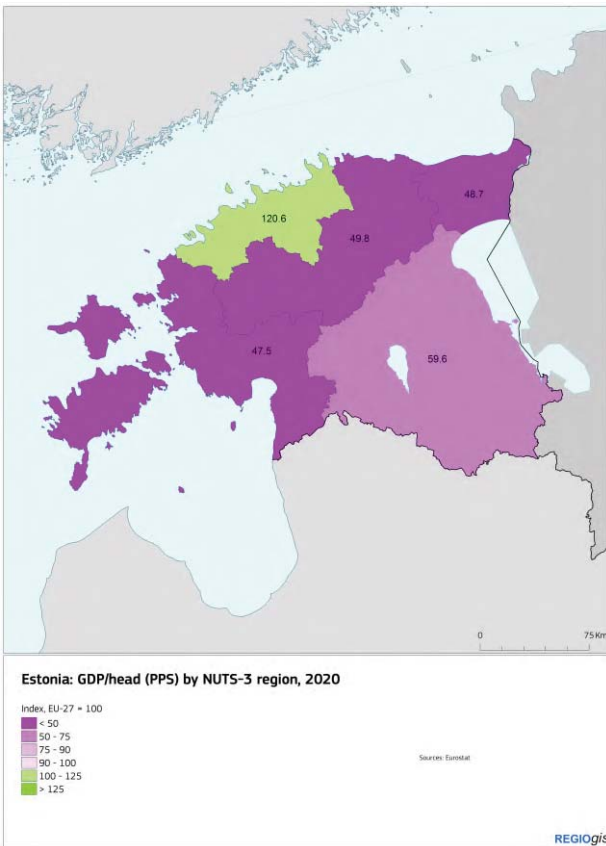 120.6
48.7
49.8
47.5
59.6
0 75 Km
Estonia: GDP/head (PPS) by NUTS-3 region, 2020
Index, EU-27 = 100
< 50
50 - 75
75 - 90
90 - 100
100 - 125
> 125
Sources: Eurostat
REGIOgis